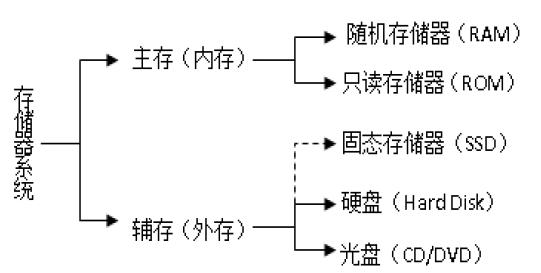 存储器系统
主存（内存）
随机存储器（RAM）
只读存储器（ROM）
辅存（外存）
固态存储器（SSD）
硬盘（Hard Disk）
光盘（CD/DVD）